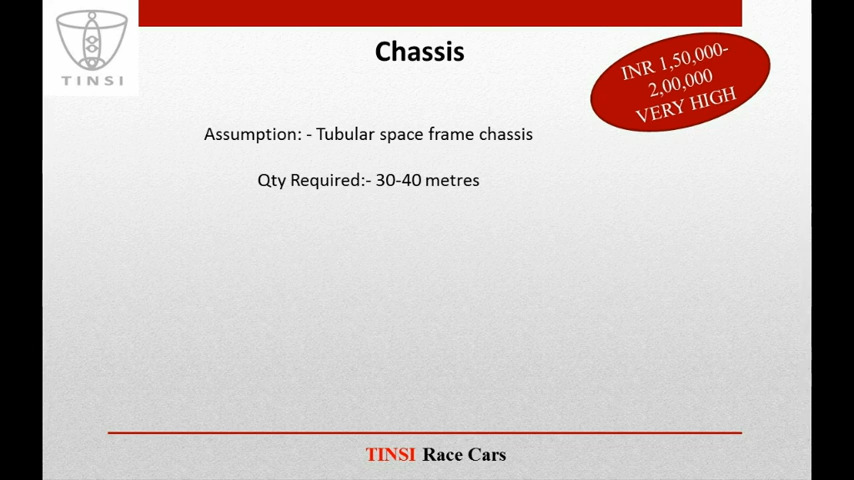 TINSI
Chassis
INR 1,50,000-
2,00,000
VERY HIGH
Assumption: - Tubular space frame chassis
Qty Required:- 30-40 metres
TINSI Race Cars